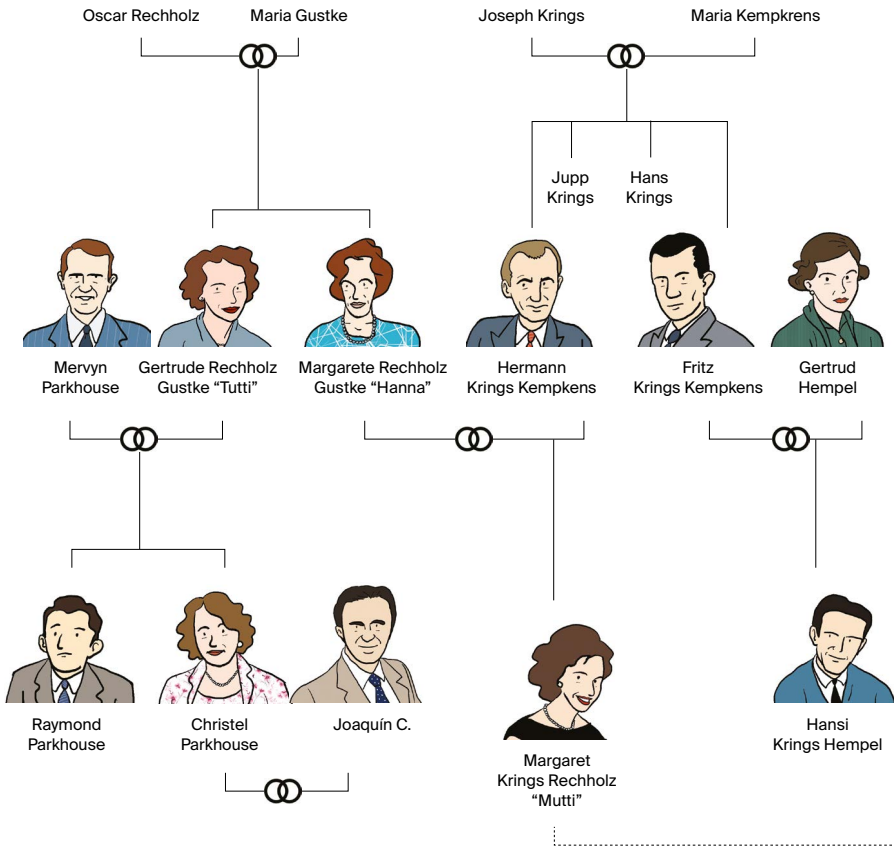 Oscar Rechholz
Maria Gustke
Joseph Krings
Maria Kempkrens
Jupp
Krings
Hans
Krings
Mervyn
Parkhouse
Gertrude Rechholz
Gustke “Tutti”
Margarete Rechholz
Gustke “Hanna”
Hermann
Krings Kempkens
Fritz
Krings Kempkens
Gertrud
Hempel
Raymond
Parkhouse
Christel
Parkhouse
Joaquín C.
Margaret
Krings Rechholz
“Mutti”
Hansi
Krings Hempel